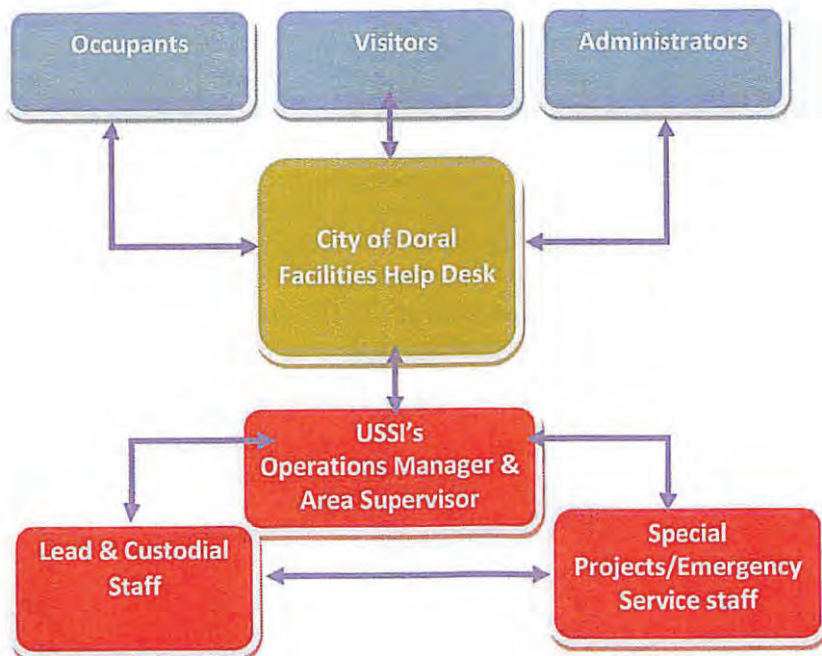 Occupants
Visitors
Administrators
City of Doral
Facilities Help Desk
USSI's
Operations Manager &
Area Supervisor
Lead & Custodial
Staff
Special
Projects/Emergency
Service staff